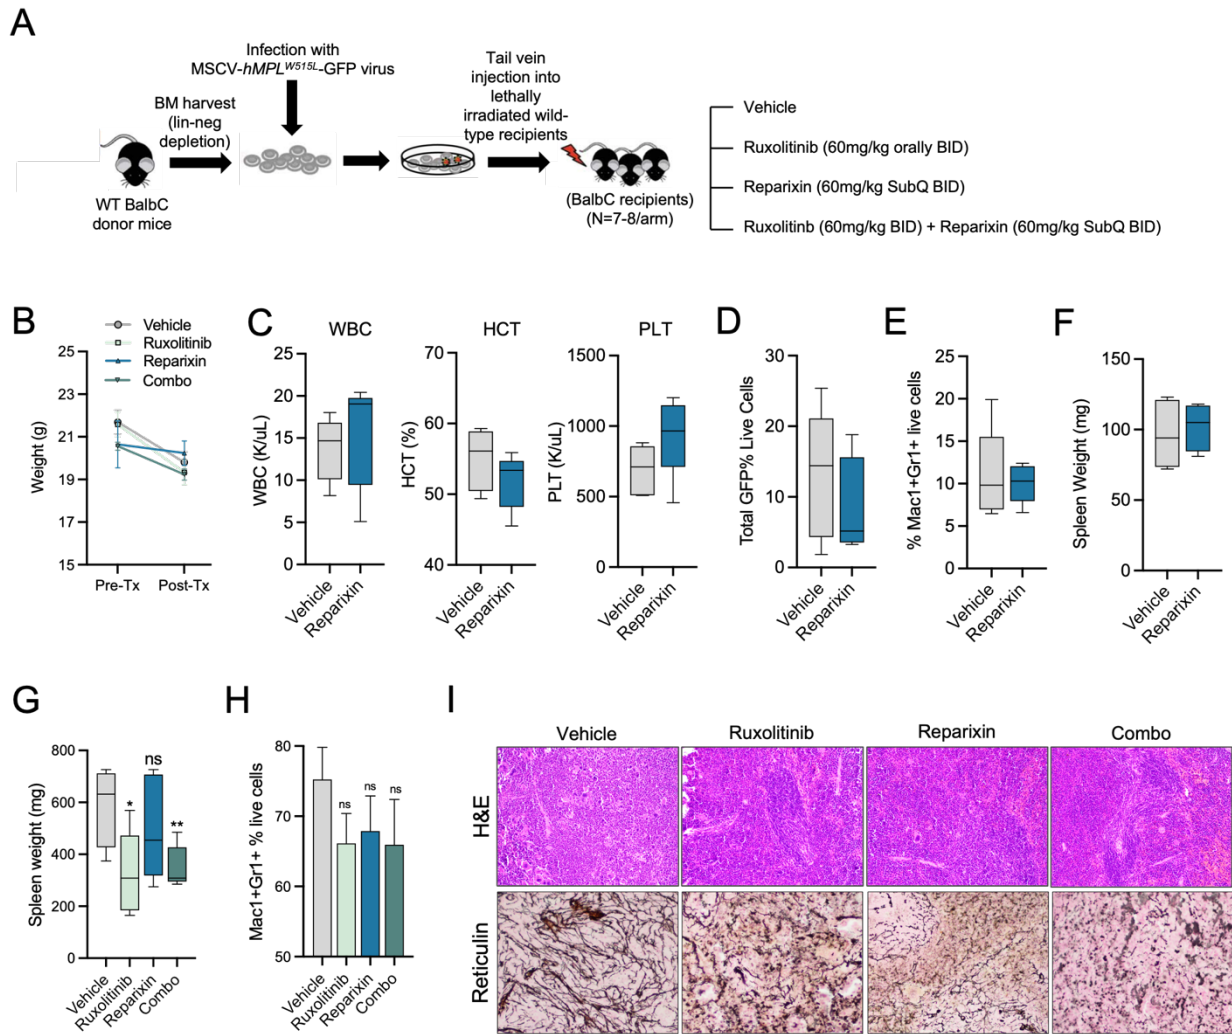 A
Infection with
MSCV-hMPL^W515L-GFP virus
BM harvest
(lin-neg
depletion)
Tail vein
injection into
lethally
irradiated wild-
type recipients
WT BalbC
donor mice
(BalbC recipients)
(N=7-8/arm)
Vehicle
Ruxolitinib (60mg/kg orally BID)
Reparixin (60mg/kg SubQ BID)
Ruxolitinb (60mg/kg BID) + Reparixin (60mg/kg SubQ BID)
B
Vehicle
Ruxolitinib
Reparixin
Combo
Weight (g)
25
23
21
19
17
15
Pre-Tx
Post-Tx
C
WBC
WBC (K/uL)
25
20
15
10
5
0
Vehicle
Reparixin
HCT
HCT (%)
60
50
40
Vehicle
Reparixin
PLT
PLT (K/uL)
1500
1000
500
0
Vehicle
Reparixin
D
Total GFP% Live Cells
30
20
10
0
Vehicle
Reparixin
E
% Mac1+Gr1+ live cells
25
20
15
10
5
0
Vehicle
Reparixin
F
Spleen Weight (mg)
150
100
50
0
Vehicle
Reparixin
G
Spleen weight (mg)
800
600
400
200
0
*
ns
**
Vehicle
Ruxolitinib
Reparixin
Combo
H
Mac1+Gr1+ % live cells
80
70
60
50
ns
ns
ns
Vehicle
Ruxolitinib
Reparixin
Combo
I
Vehicle
Ruxolitinib
Reparixin
Combo
H&E
Reticulin